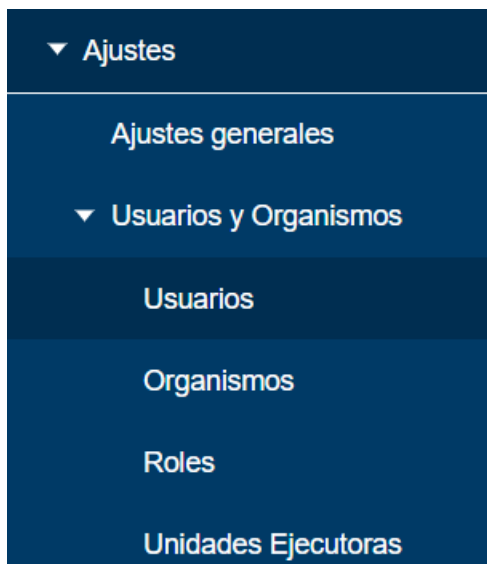 Ajustes
Ajustes generales
Usuarios y Organismos
Usuarios
Organismos
Roles
Unidades Ejecutoras